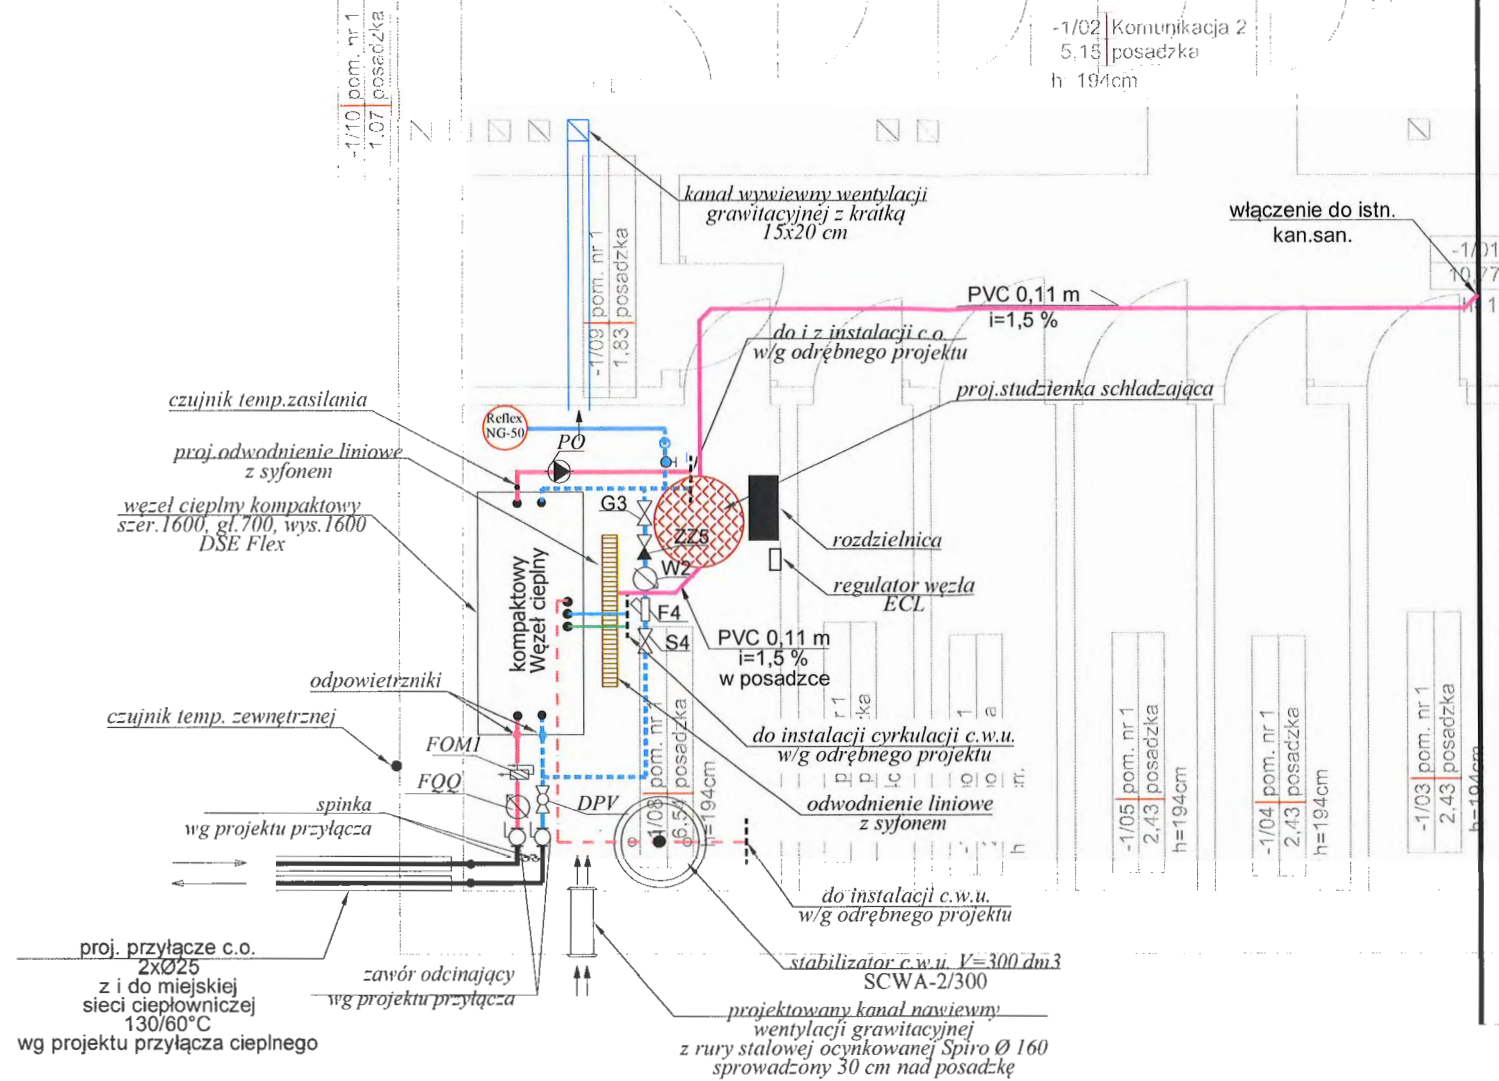 -1/10 pom. nr 1
1.07 posadzka
-1/02 Komunikacja 2
5,15 posadzka
h 194cm
kanał wywiewny wentylacji
grawitacyjnej z kratką
15x20 cm
-1/09 pom. nr 1
1.83 posadzka
włączenie do istn.
kan.san.
-1/01
10,77
PVC 0,11 m
i=1,5 %
do i z instalacji c.o.
w/g odrębnego projektu
proj.studzienka schładzająca
czujnik temp.zasilania
Reflex
NG-50
PO
proj.odwodnienie liniowe
z syfonem
węzeł cieplny kompaktowy
szer.1600, gł.700, wys.1600
DSE Flex
G3
ZZ5
W2
F4
S4
rozdzielnica
regulator węzła
ECL
kompaktowy
Węzeł cieplny
PVC 0,11 m
i=1,5 %
w posadzce
odpowietrzniki
czujnik temp. zewnętrznej
FOM1
FQQ
DPV
spinka
wg projektu przyłącza
do instalacji cyrkulacji c.w.u.
w/g odrębnego projektu
odwodnienie liniowe
z syfonem
1/08 pom. nr 1
6.54 posadzka
h=194cm
-1/05 pom. nr 1
2,43 posadzka
h=194cm
-1/04 pom. nr 1
2,43 posadzka
h=194cm
-1/03 pom. nr 1
2,43 posadzka
h=194cm
do instalacji c.w.u.
w/g odrębnego projektu
stabilizator c.w.u. V=300 dm3
SCWA-2/300
proj. przyłącze c.o.
2xØ25
z i do miejskiej
sieci ciepłowniczej
130/60°C
wg projektu przyłącza cieplnego
zawór odcinający
wg projektu przyłącza
projektowany kanał nawiewny
wentylacji grawitacyjnej
z rury stalowej ocynkowanej Spiro Ø 160
sprowadzony 30 cm nad posadzkę